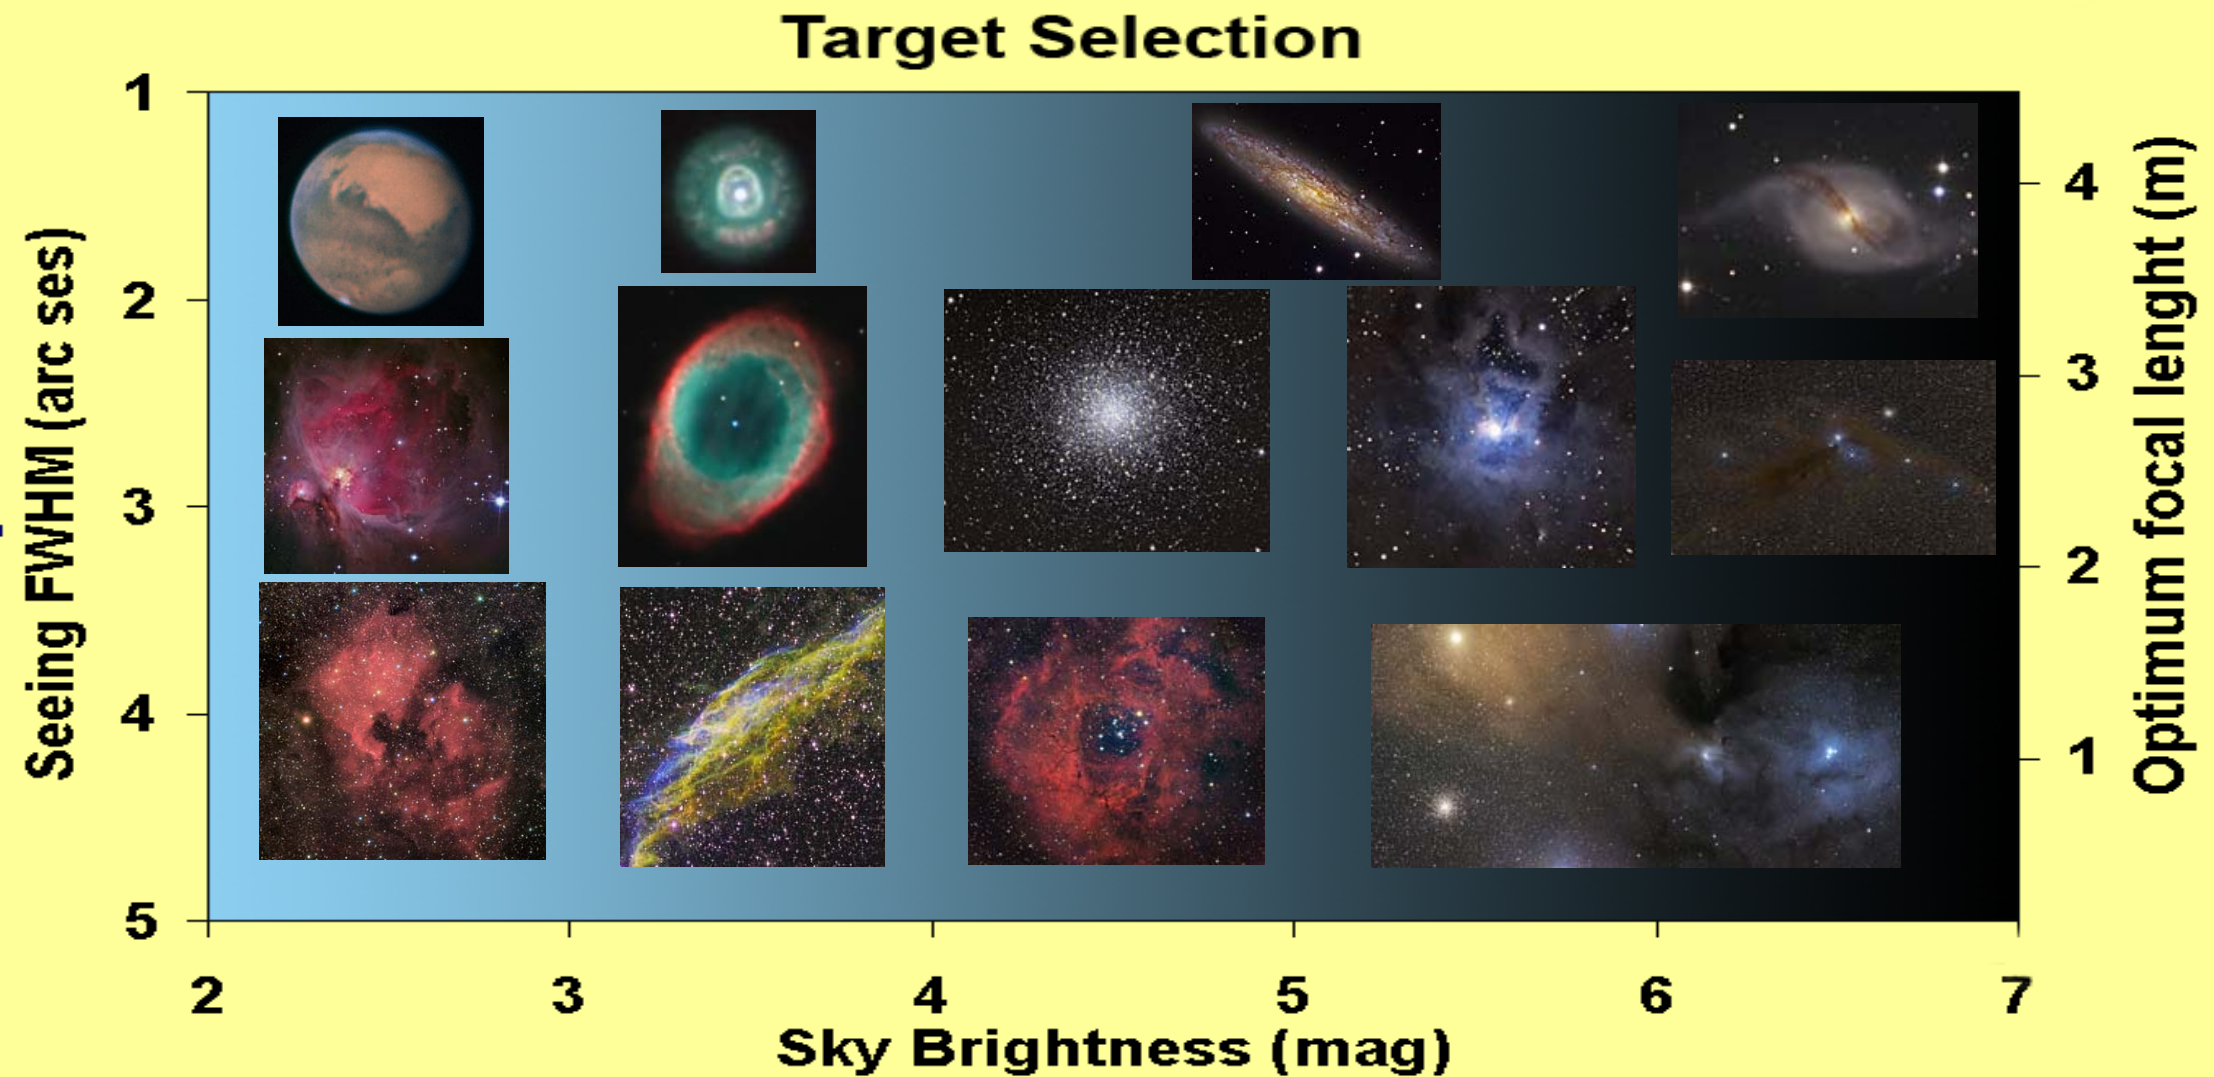 Target Selection
1
2
3
4
5
Seeing FWHM (arc ses)
4
3
2
1
Optimum focal lenght (m)
2 3 4 5 6 7
Sky Brightness (mag)